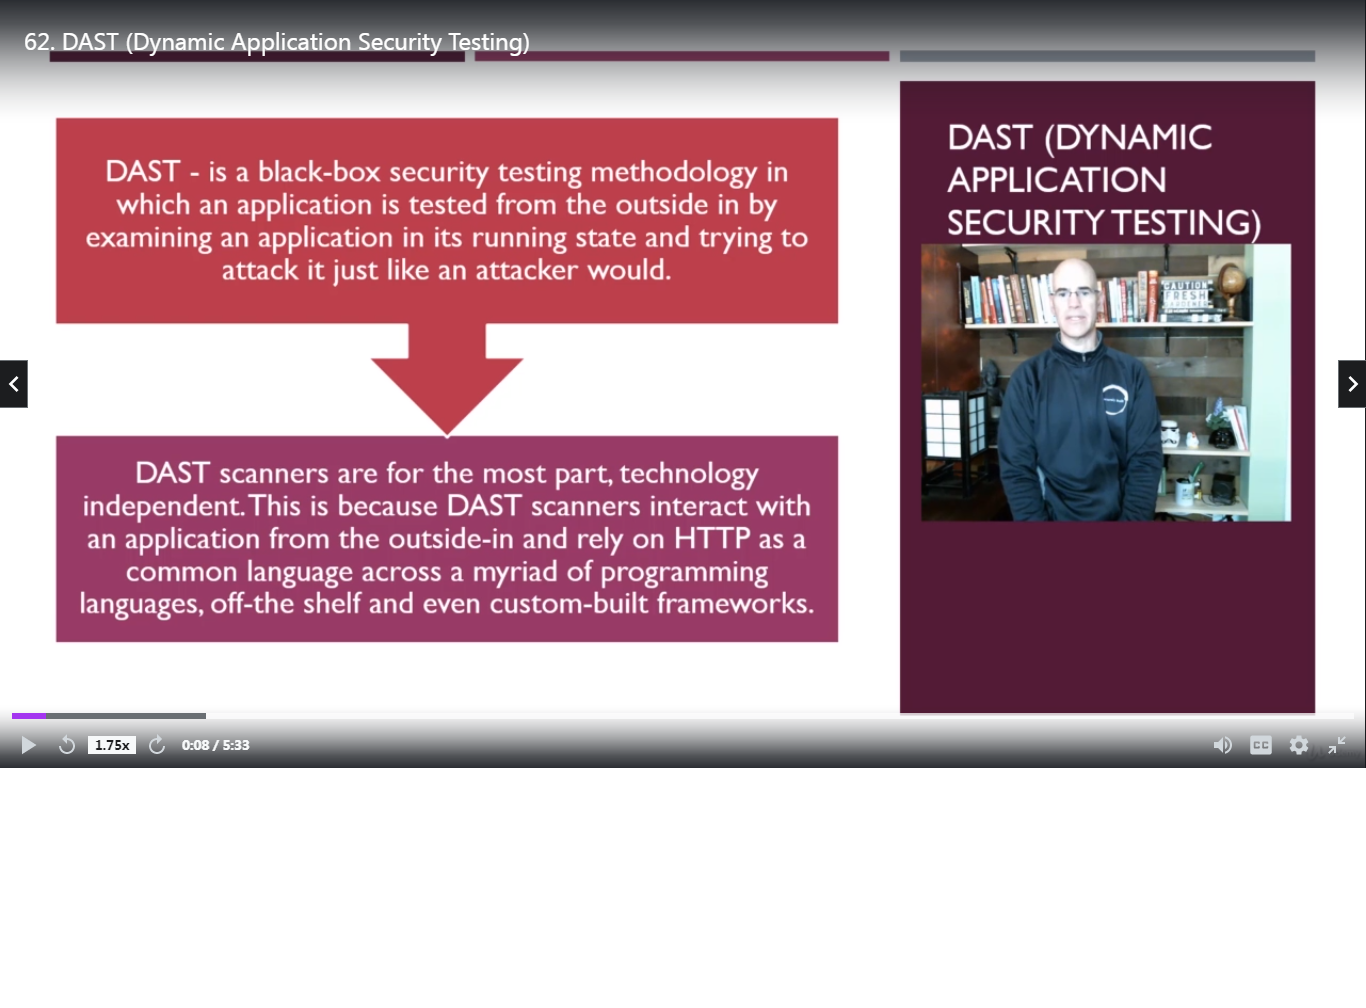 62. DAST (Dynamic Application Security Testing)
DAST - is a black-box security testing methodology in
which an application is tested from the outside in by
examining an application in its running state and trying to
attack it just like an attacker would.
DAST scanners are for the most part, technology
independent. This is because DAST scanners interact with
an application from the outside-in and rely on HTTP as a
common language across a myriad of programming
languages, off-the shelf and even custom-built frameworks.
DAST (DYNAMIC
APPLICATION
SECURITY TESTING)
CAUTION
FRESH
GARDENER
1.75x
0:08 / 5:33
CC